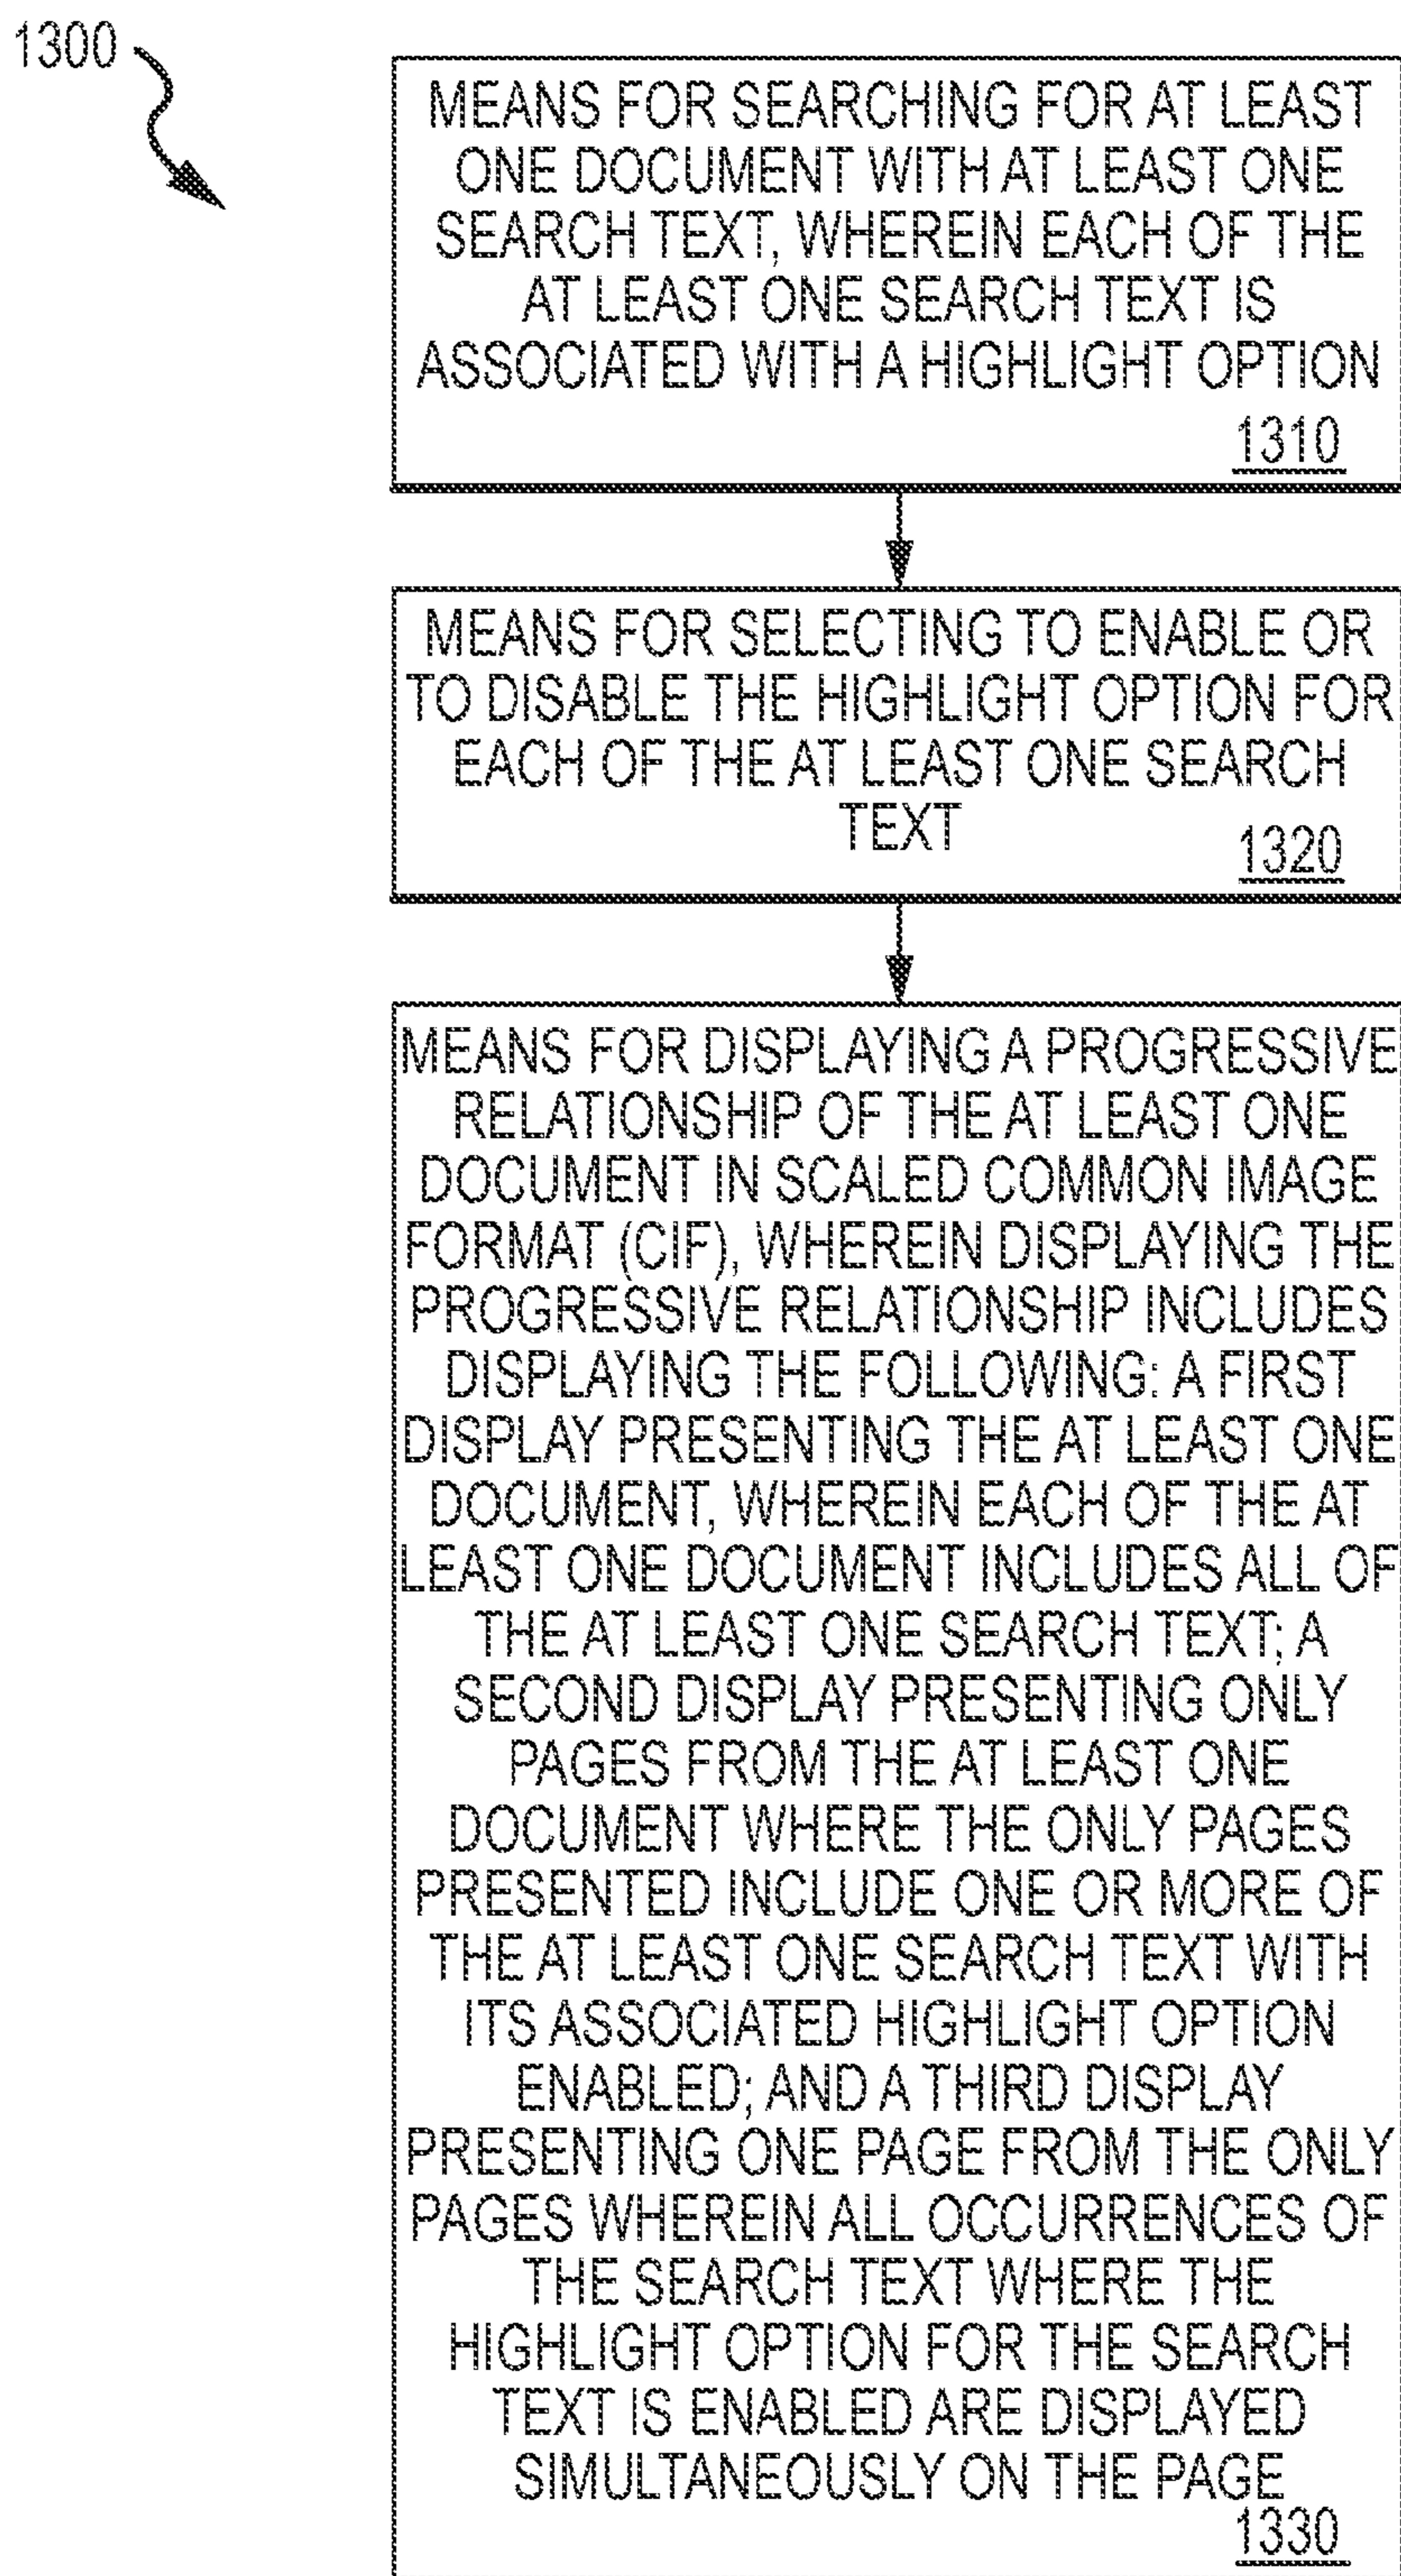 1300
MEANS FOR SEARCHING FOR AT LEAST
ONE DOCUMENT WITH AT LEAST ONE
SEARCH TEXT, WHEREIN EACH OF THE
AT LEAST ONE SEARCH TEXT IS
ASSOCIATED WITH A HIGHLIGHT OPTION
1310
MEANS FOR SELECTING TO ENABLE OR
TO DISABLE THE HIGHLIGHT OPTION FOR
EACH OF THE AT LEAST ONE SEARCH
TEXT
1320
MEANS FOR DISPLAYING A PROGRESSIVE
RELATIONSHIP OF THE AT LEAST ONE
DOCUMENT IN SCALED COMMON IMAGE
FORMAT (CIF), WHEREIN DISPLAYING THE
PROGRESSIVE RELATIONSHIP INCLUDES
DISPLAYING THE FOLLOWING: A FIRST
DISPLAY PRESENTING THE AT LEAST ONE
DOCUMENT, WHEREIN EACH OF THE AT
LEAST ONE DOCUMENT INCLUDES ALL OF
THE AT LEAST ONE SEARCH TEXT; A
SECOND DISPLAY PRESENTING ONLY
PAGES FROM THE AT LEAST ONE
DOCUMENT WHERE THE ONLY PAGES
PRESENTED INCLUDE ONE OR MORE OF
THE AT LEAST ONE SEARCH TEXT WITH
ITS ASSOCIATED HIGHLIGHT OPTION
ENABLED; AND A THIRD DISPLAY
PRESENTING ONE PAGE FROM THE ONLY
PAGES WHEREIN ALL OCCURRENCES OF
THE SEARCH TEXT WHERE THE
HIGHLIGHT OPTION FOR THE SEARCH
TEXT IS ENABLED ARE DISPLAYED
SIMULTANEOUSLY ON THE PAGE
1330